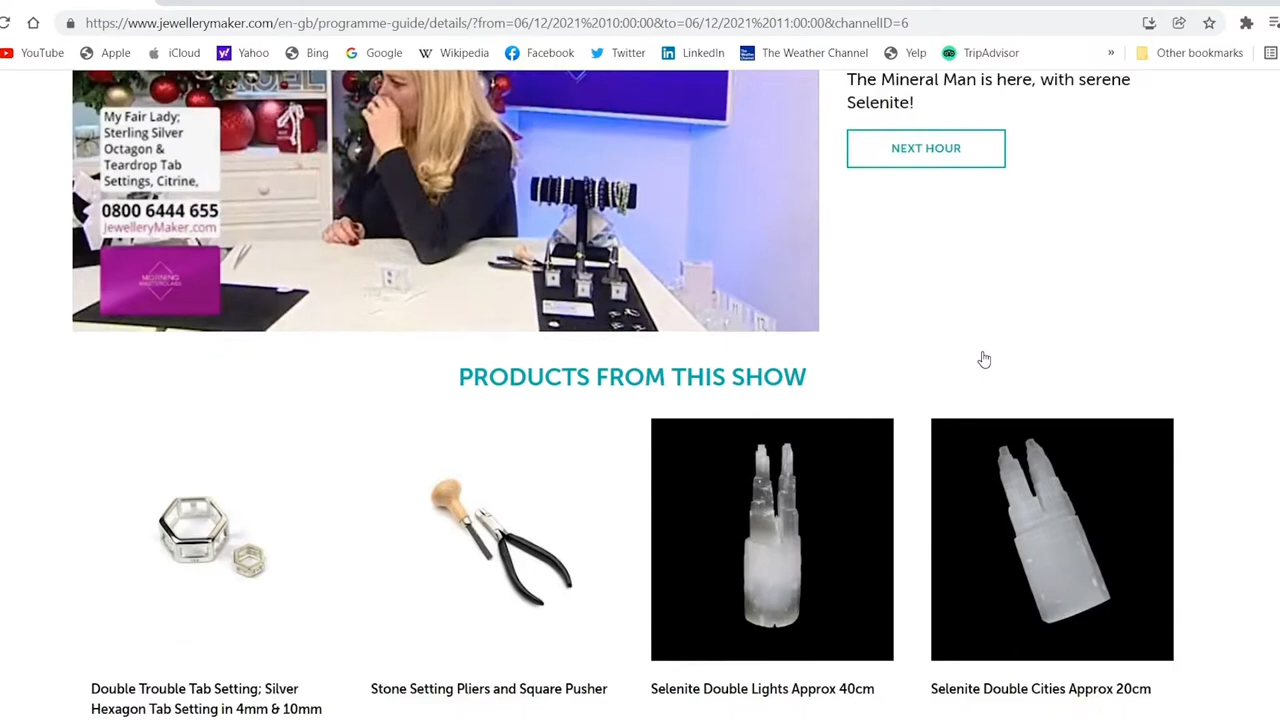 https://www.jewellerymaker.com/en-gb/programme-guide/details/?from=06/12/2021%2010:00:00&to=06/12/2021%2011:00:00&channelID=6
YouTube Apple iCloud Yahoo Bing Google Wikipedia Facebook Twitter LinkedIn The Weather Channel Yelp TripAdvisor » Other bookmarks
The Mineral Man is here, with serene
Selenite!
NEXT HOUR
My Fair Lady;
Sterling Silver
Octagon &
Teardrop Tab
Settings, Citrine,
0800 6444 655
JewelleryMaker.com
MORNING
MASTERCLASS
PRODUCTS FROM THIS SHOW
Double Trouble Tab Setting; Silver
Hexagon Tab Setting in 4mm & 10mm
Stone Setting Pliers and Square Pusher
Selenite Double Lights Approx 40cm
Selenite Double Cities Approx 20cm